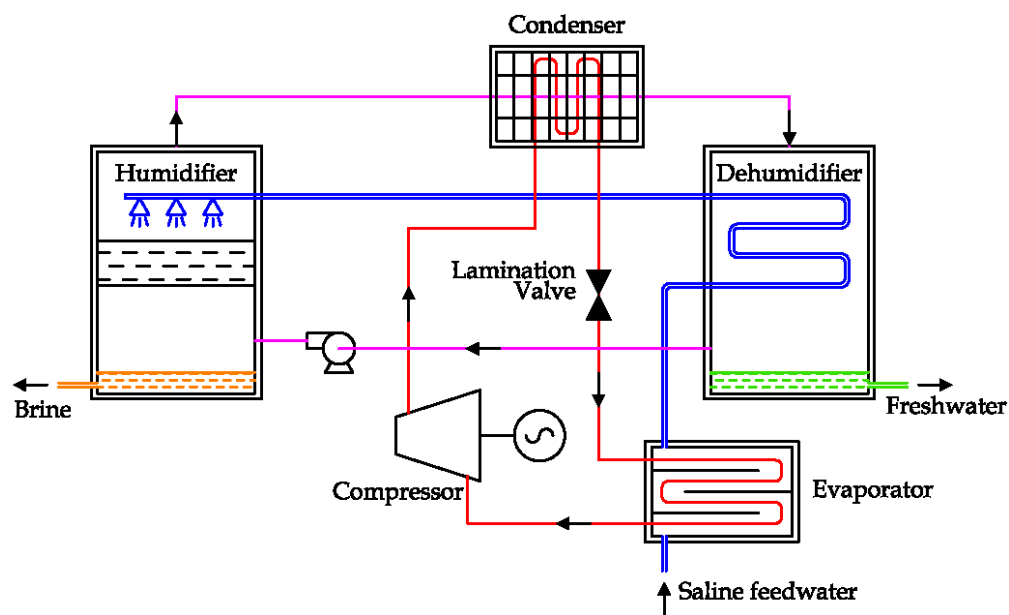 Condenser
Humidifier
Dehumidifier
Lamination
Valve
Brine
Freshwater
Compressor
Evaporator
Saline feedwater